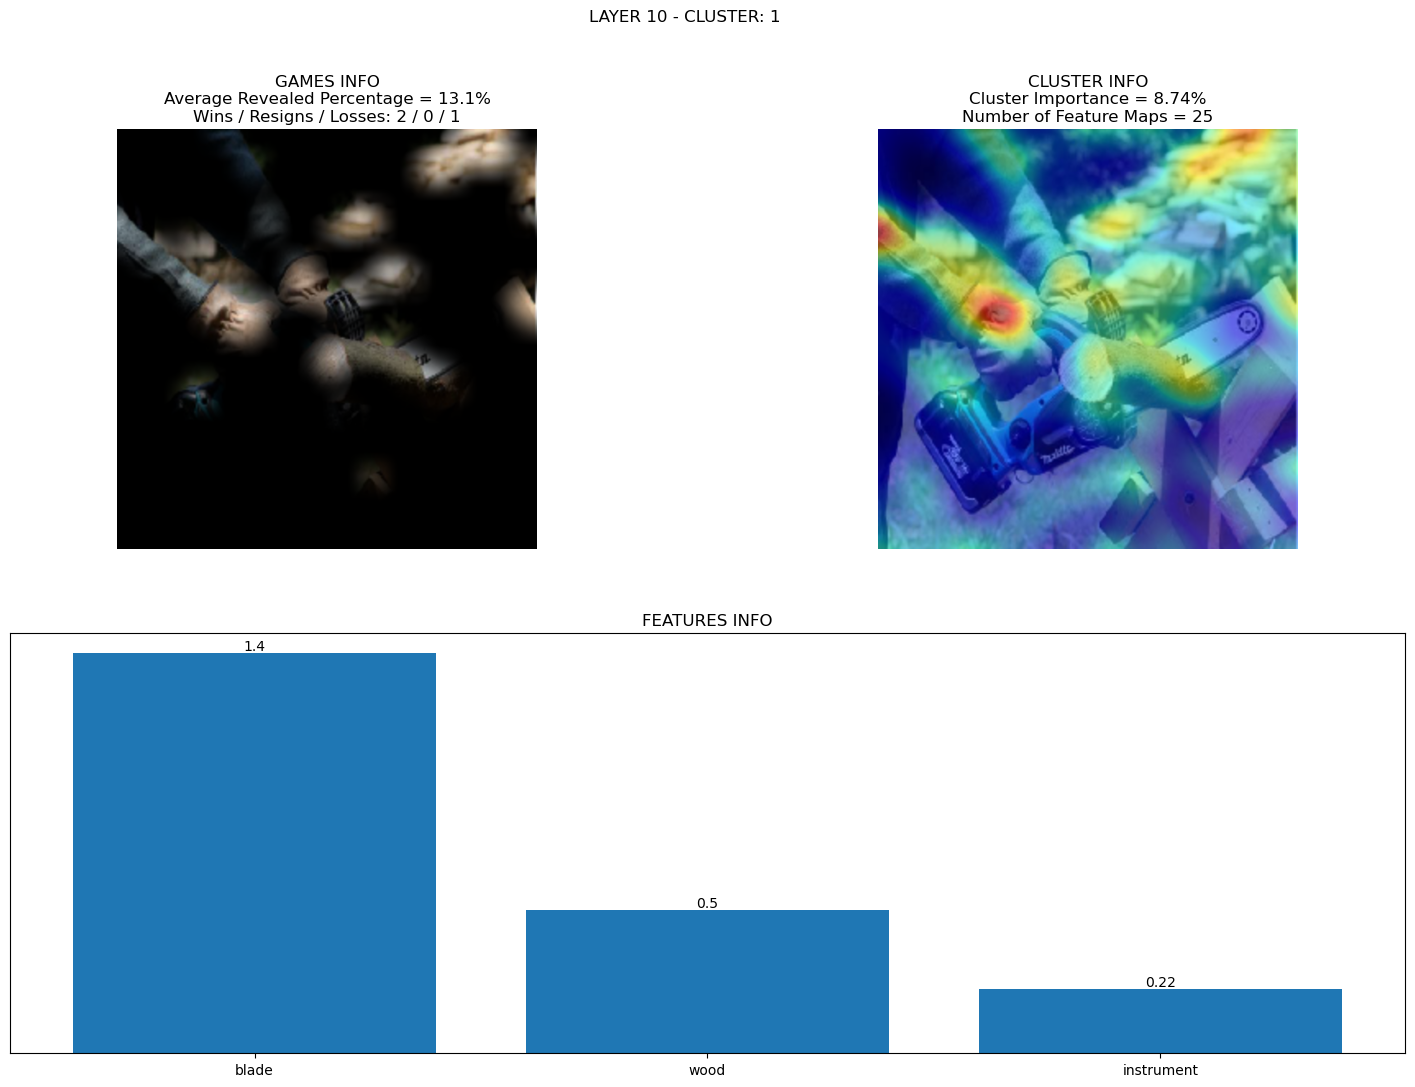 LAYER 10 - CLUSTER: 1
GAMES INFO
Average Revealed Percentage = 13.1%
Wins / Resigns / Losses: 2 / 0 / 1
CLUSTER INFO
Cluster Importance = 8.74%
Number of Feature Maps = 25
FEATURES INFO
1.4
0.5
0.22
blade
wood
instrument